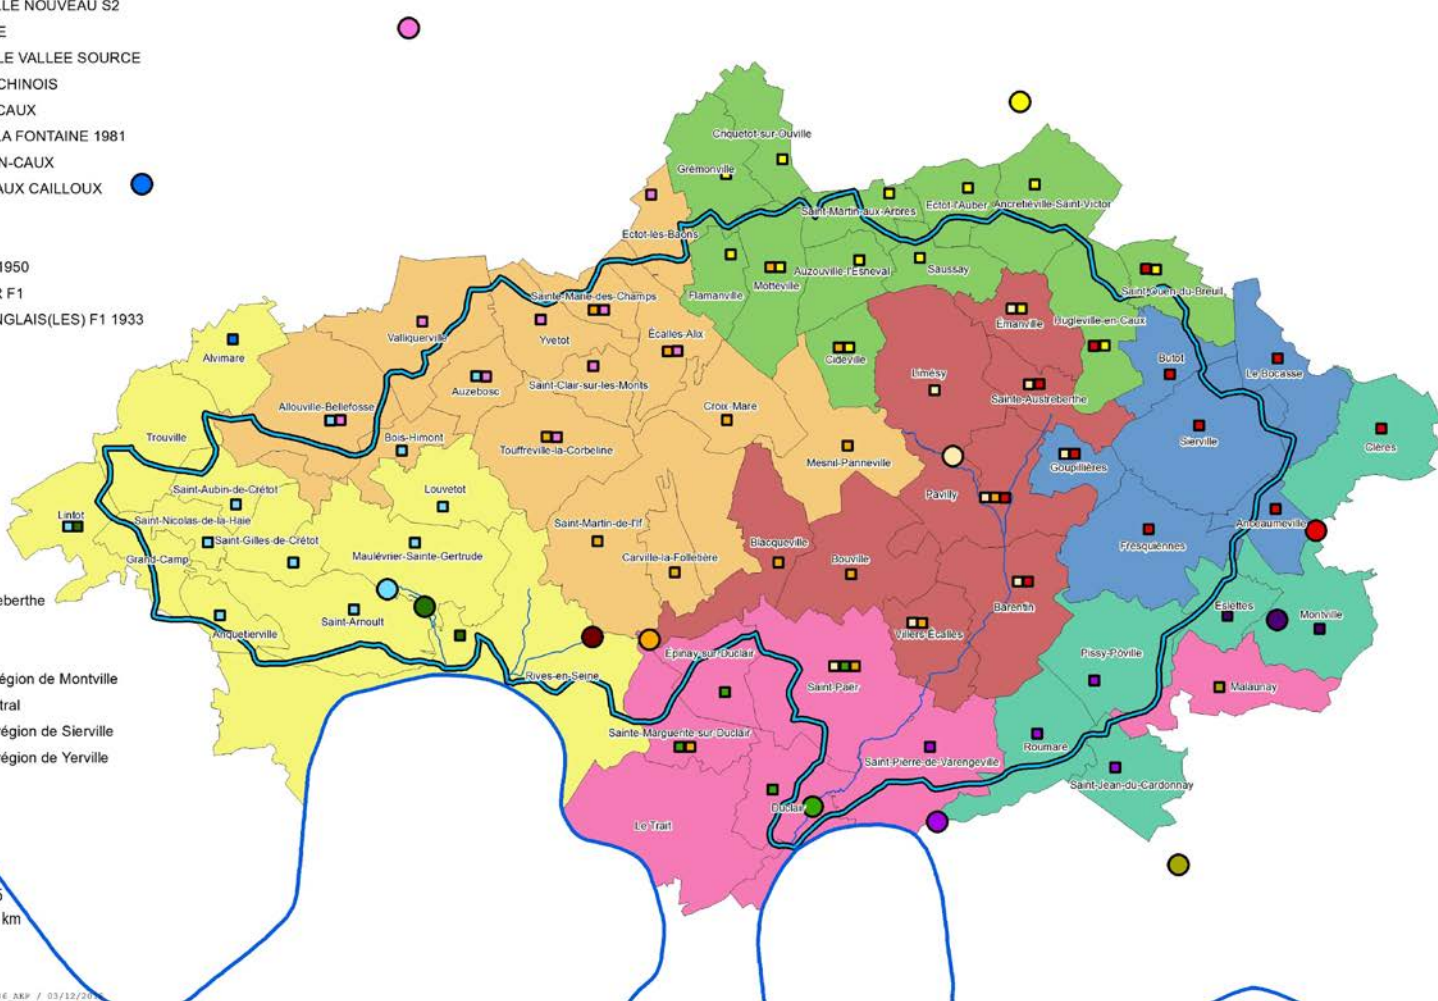 LLE NOUVEAU S2
E
LE VALLEE SOURCE
CHINOIS
CAUX
LA FONTAINE 1981
N-CAUX
AUX CAILLOUX
1950
R F1
NGLAIS(LES) F1 1933
Criquetot-sur-Ouville
Grémonville
Saint-Martin-aux-Arbres
Ectot-l'Auber
Ancretiéville-Saint-Victor
Ectot-lès-Baons
Flamanville
Motteville
Auzouville-l'Esneval
Saussay
Saint-Ouen-du-Breuil
Sainte-Marie-des-Champs
Émanville
Hugleville-en-Caux
Valliquerville
Yvetot
Écalles-Alix
Cideville
Butot
Le Bocasse
Alvimare
Limésy
Auzebosc
Saint-Clair-sur-les-Monts
Sainte-Austreberthe
Allouville-Bellefosse
Croix-Mare
Trouville
Bois-Himont
Touffreville-la-Corbeline
Mesnil-Panneville
Goupillières
Sierville
Clères
Saint-Aubin-de-Crétot
Louvetot
Pavilly
Lintot
Saint-Nicolas-de-la-Haie
Saint-Martin-de-l'If
Anceaumeville
Saint-Gilles-de-Crétot
Maulévrier-Sainte-Gertrude
Blacqueville
Fresquiennes
Grand-Camp
Carville-la-Folletière
Bouville
eberthe
Saint-Arnoult
Barentin
Eslettes
Montville
Anquetierville
Villers-Écalles
Épinay-sur-Duclair
Pissy-Pôville
égion de Montville
Rives-en-Seine
Saint-Paër
Malaunay
tral
région de Sierville
Sainte-Marguerite-sur-Duclair
Roumare
région de Yerville
Saint-Pierre-de-Varengeville
Saint-Jean-du-Cardonnay
Duclair
Le Trait
5
km